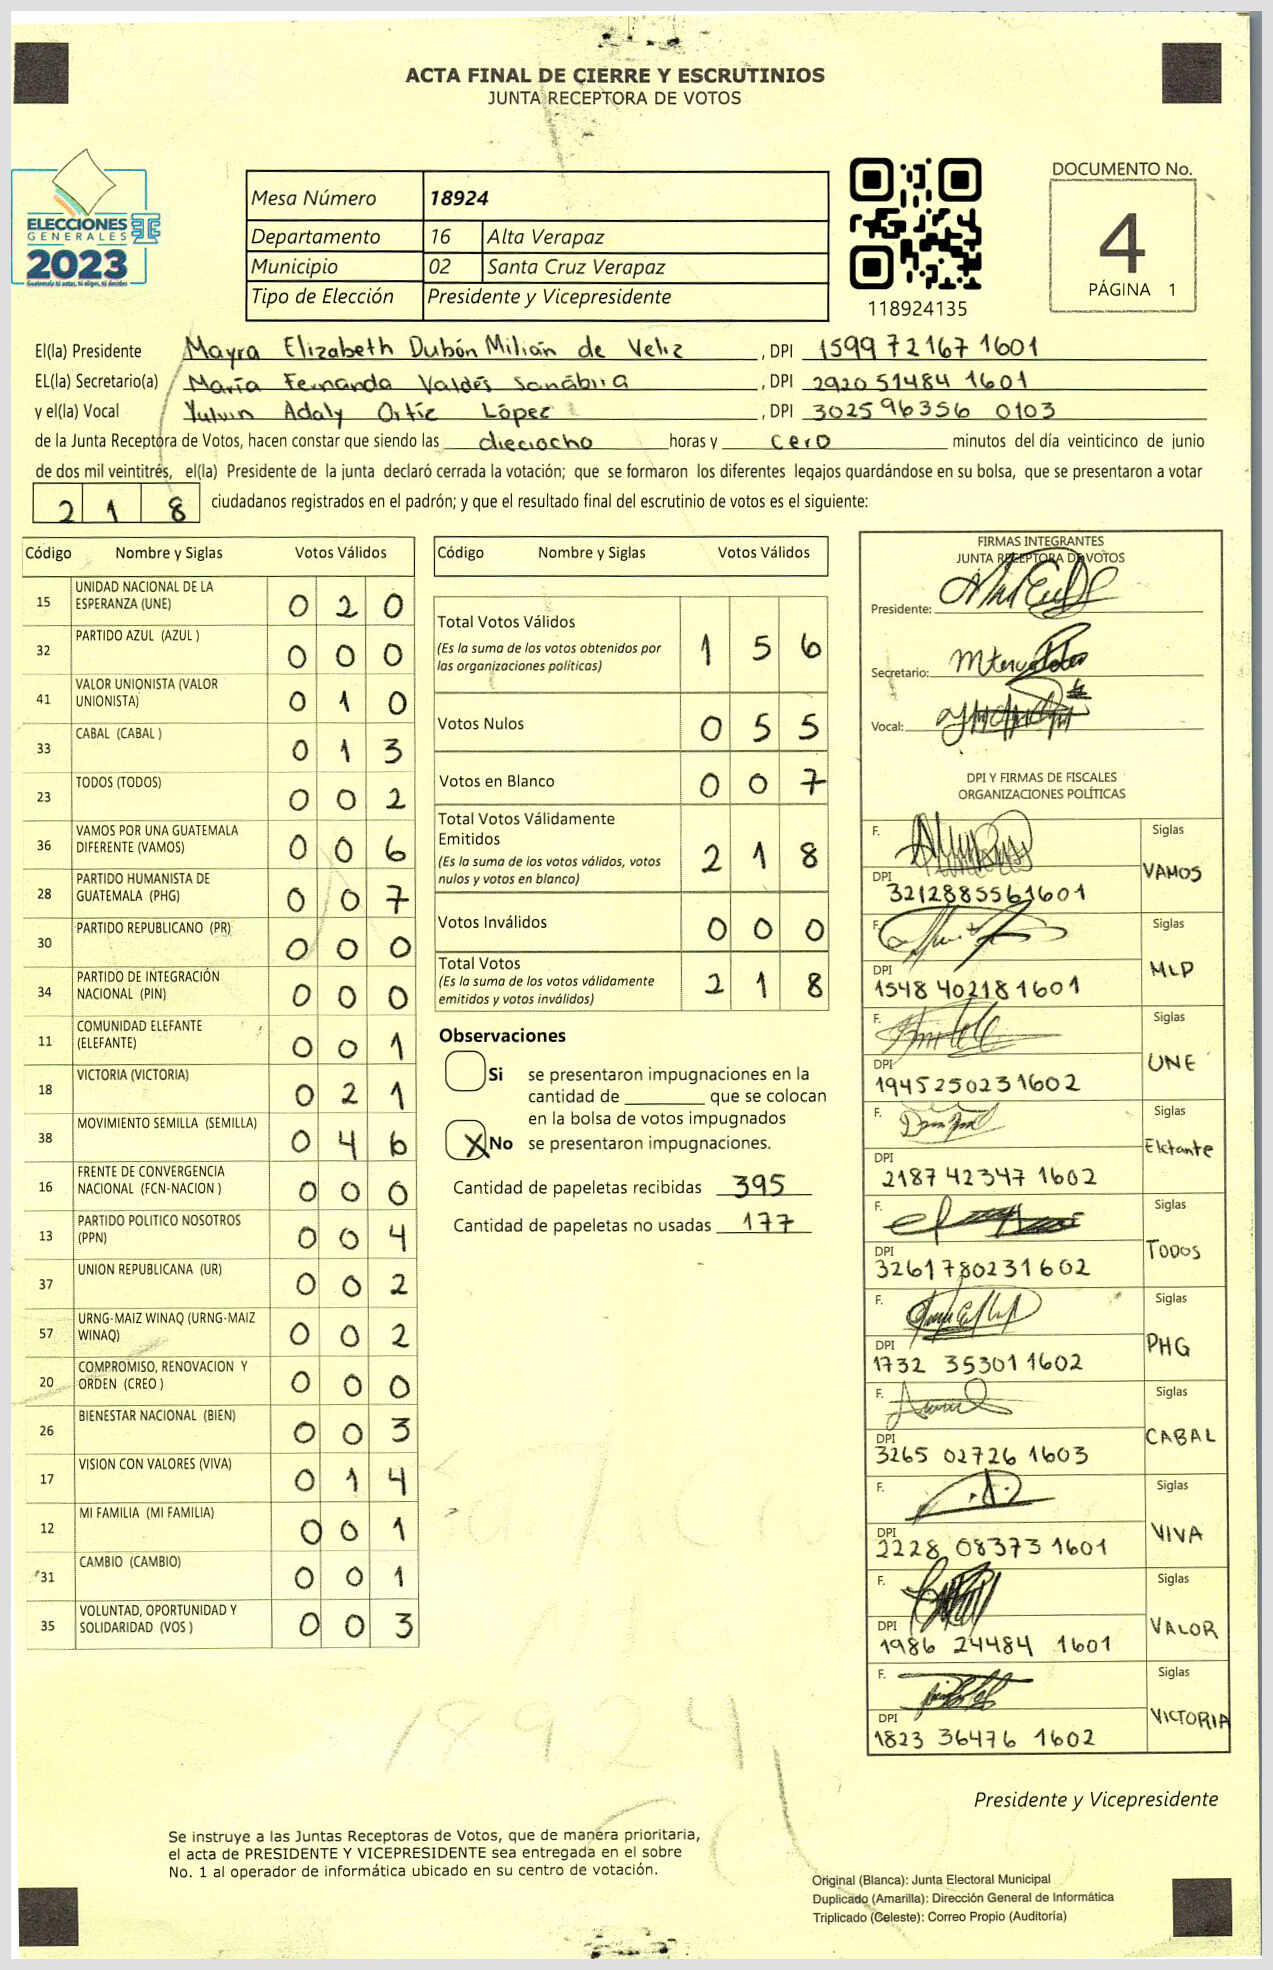 ACTA FINAL DE CIERRE Y ESCRUTINIOS
JUNTA RECEPTORA DE VOTOS
ELECCIONES
GENERALES
2023
Guatemala tú votas, tú eliges, tú decides
Mesa Número 18924
Departamento 16 Alta Verapaz
Municipio 02 Santa Cruz Verapaz
Tipo de Elección Presidente y Vicepresidente
118924135
DOCUMENTO No.
4
PÁGINA 1
El(la) Presidente Mayra Elizabeth Dubón Milián de Veliz, DPI 1599 72167 1601
EL(la) Secretario(a) María Fernanda Valdés Sanábria, DPI 2920 51484 1601
y el(la) Vocal Yulvin Adaly Ortíz López, DPI 302596356 0103
de la Junta Receptora de Votos, hacen constar que siendo las dieciocho horas y cero minutos del día veinticinco de junio
de dos mil veintitrés, el(la) Presidente de la junta declaró cerrada la votación; que se formaron los diferentes legajos guardándose en su bolsa, que se presentaron a votar
218 ciudadanos registrados en el padrón; y que el resultado final del escrutinio de votos es el siguiente:
Código Nombre y Siglas Votos Válidos
15 UNIDAD NACIONAL DE LA ESPERANZA (UNE) 0 2 0
32 PARTIDO AZUL (AZUL ) 0 0 0
41 VALOR UNIONISTA (VALOR UNIONISTA) 0 1 0
33 CABAL (CABAL ) 0 1 3
23 TODOS (TODOS) 0 0 2
36 VAMOS POR UNA GUATEMALA DIFERENTE (VAMOS) 0 0 6
28 PARTIDO HUMANISTA DE GUATEMALA (PHG) 0 0 7
30 PARTIDO REPUBLICANO (PR) 0 0 0
34 PARTIDO DE INTEGRACIÓN NACIONAL (PIN) 0 0 0
11 COMUNIDAD ELEFANTE (ELEFANTE) 0 0 1
18 VICTORIA (VICTORIA) 0 2 1
38 MOVIMIENTO SEMILLA (SEMILLA) 0 4 6
16 FRENTE DE CONVERGENCIA NACIONAL (FCN-NACION ) 0 0 0
13 PARTIDO POLITICO NOSOTROS (PPN) 0 0 4
37 UNION REPUBLICANA (UR) 0 0 2
57 URNG-MAIZ WINAQ (URNG-MAIZ WINAQ) 0 0 2
20 COMPROMISO, RENOVACION Y ORDEN (CREO ) 0 0 0
26 BIENESTAR NACIONAL (BIEN) 0 0 3
17 VISION CON VALORES (VIVA) 0 1 4
12 MI FAMILIA (MI FAMILIA) 0 0 1
31 CAMBIO (CAMBIO) 0 0 1
35 VOLUNTAD, OPORTUNIDAD Y SOLIDARIDAD (VOS ) 0 0 3
Código Nombre y Siglas Votos Válidos
Total Votos Válidos 1 5 6
(Es la suma de los votos obtenidos por
las organizaciones políticas)
Votos Nulos 0 5 5
Votos en Blanco 0 0 7
Total Votos Válidamente
Emitidos 2 1 8
(Es la suma de los votos válidos, votos
nulos y votos en blanco)
Votos Inválidos 0 0 0
Total Votos 2 1 8
(Es la suma de los votos válidamente
emitidos y votos inválidos)
Observaciones
Si se presentaron impugnaciones en la
cantidad de ________ que se colocan
en la bolsa de votos impugnados
X No se presentaron impugnaciones.
Cantidad de papeletas recibidas 395
Cantidad de papeletas no usadas 177
FIRMAS INTEGRANTES
JUNTA RECEPTORA DE VOTOS
Presidente:
Secretario:
Vocal:
DPI Y FIRMAS DE FISCALES
ORGANIZACIONES POLÍTICAS
F. Siglas
DPI 3212885561601 VAMOS
F. Siglas
DPI 1548 40218 1601 MLP
F. Siglas
DPI 1945250231602 UNE
F. Siglas
DPI 2187 42347 1602 Elefante
F. Siglas
DPI 3261780231602 TODOS
F. Siglas
DPI 1732 35301 1602 PHG
F. Siglas
DPI 3265 02726 1603 CABAL
F. Siglas
DPI 2228 08373 1601 VIVA
F. Siglas
DPI 1986 24484 1601 VALOR
F. Siglas
DPI 1823 36476 1602 VICTORIA
18924
Presidente y Vicepresidente
Se instruye a las Juntas Receptoras de Votos, que de manera prioritaria,
el acta de PRESIDENTE Y VICEPRESIDENTE sea entregada en el sobre
No. 1 al operador de informática ubicado en su centro de votación.
Original (Blanca): Junta Electoral Municipal
Duplicado (Amarilla): Dirección General de Informática
Triplicado (Celeste): Correo Propio (Auditoría)